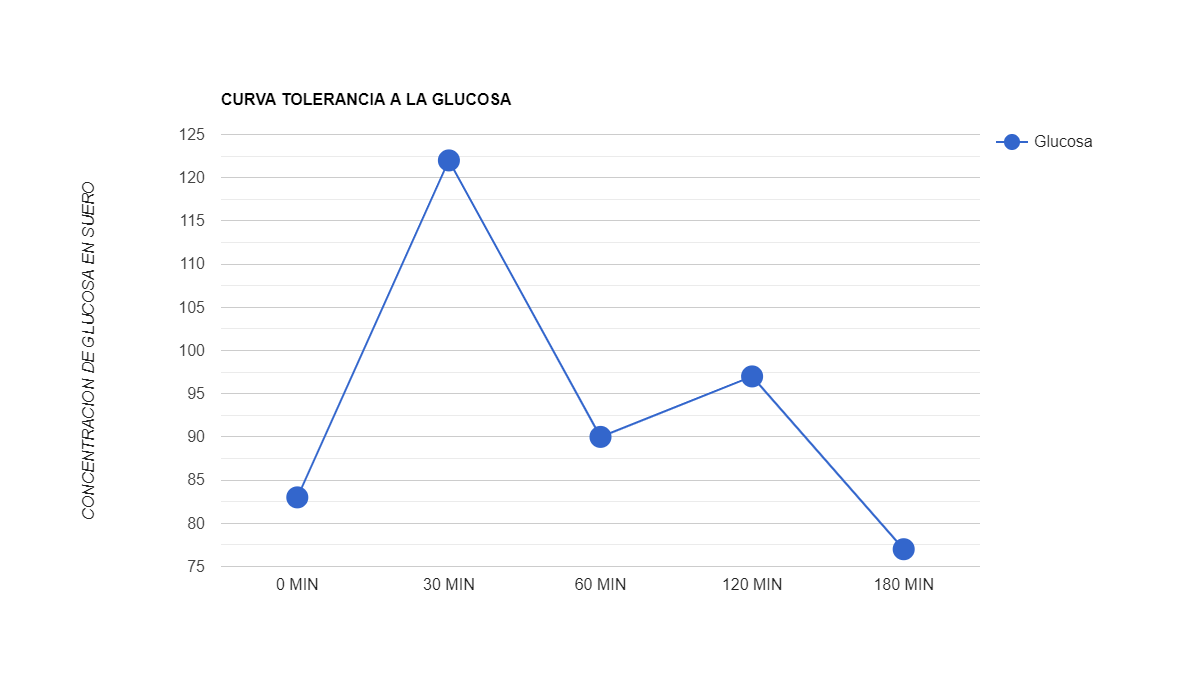 CURVA TOLERANCIA A LA GLUCOSA
Glucosa
CONCENTRACION DE GLUCOSA EN SUERO
125
120
115
110
105
100
95
90
85
80
75
0 MIN
30 MIN
60 MIN
120 MIN
180 MIN